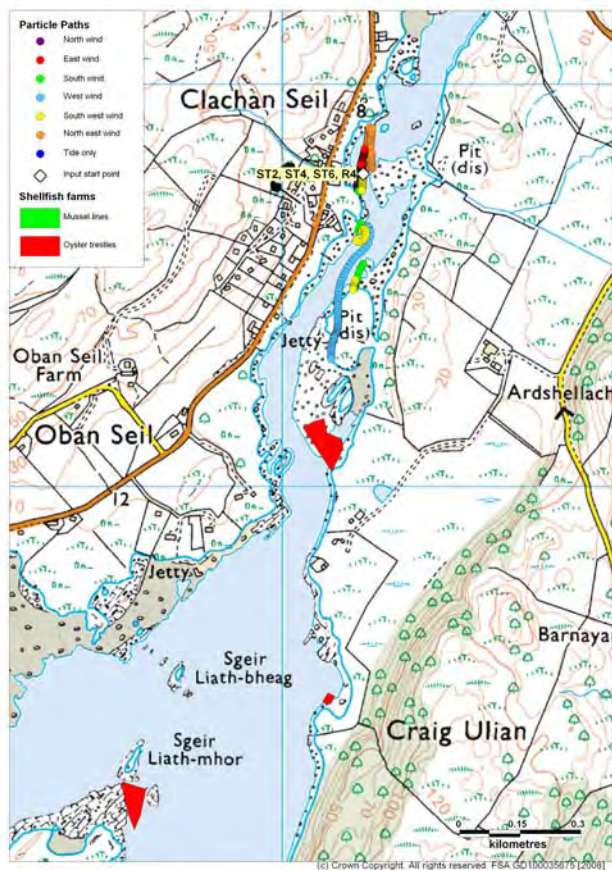 Particle Paths
North wind
East wind
South wind
West wind
South west wind
North east wind
Tide only
Input start point
Shellfish farms
Mussel lines
Oyster trestles
Clachan Seil
8
ST2, ST4, ST6, R4
Pit
(dis)
Pit
(dis)
Jetty
Oban Seil
Farm
Oban Seil
Ardshellach
12
Jetty
Barnaya
Sgeir
Liath-bheag
Sgeir
Liath-mhor
Craig Ulian
0 0.15 0.3
kilometres
(c) Crown Copyright. All rights reserved. FSA GD100035675 [2008]